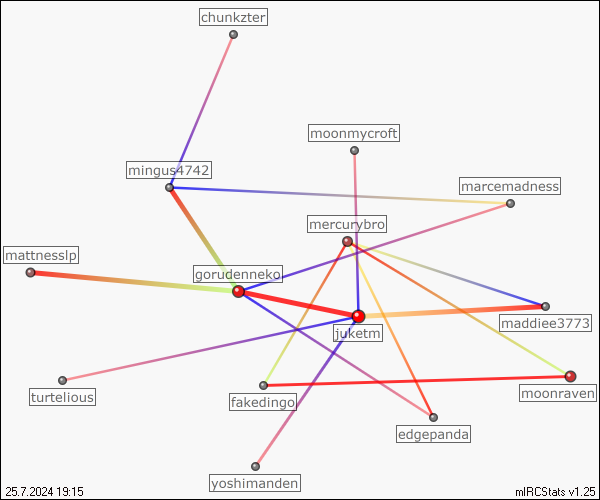 chunkzter
moonmycroft
mingus4742
marcemadness
mercurybro
mattnesslp
gorudenneko
maddiee3773
juketm
turtelious
fakedingo
moonraven
edgepanda
yoshimanden
25.7.2024 19:15
mIRCStats v1.25